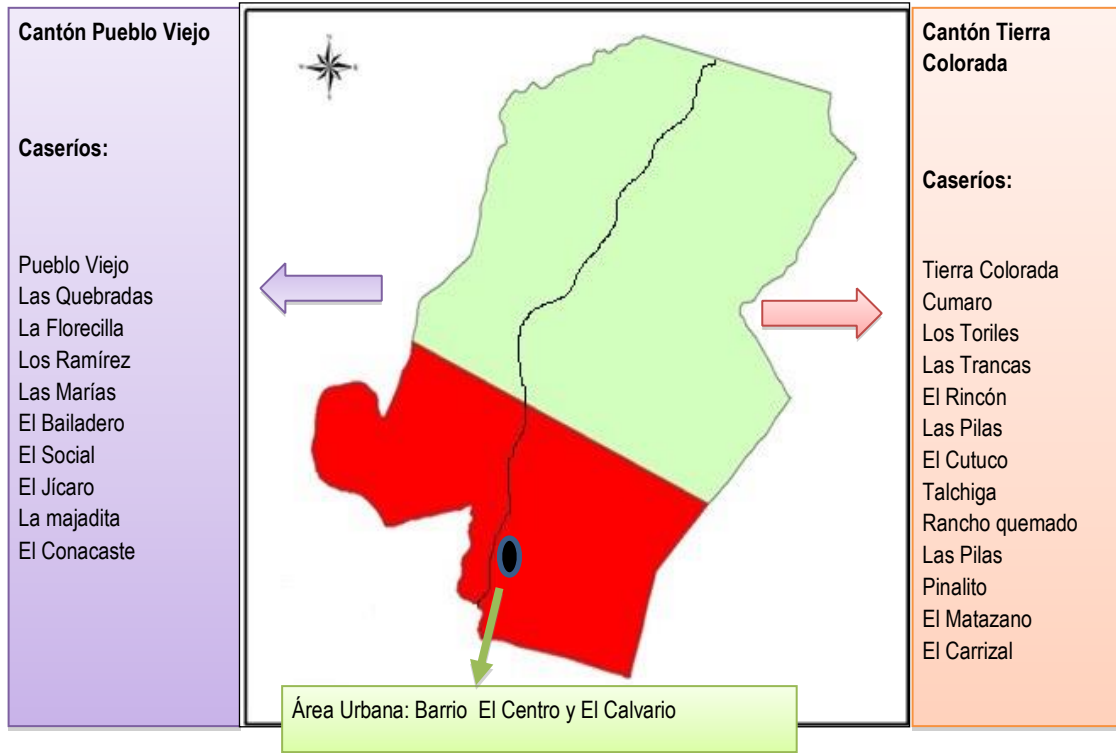 Cantón Pueblo Viejo
Caseríos:
Pueblo Viejo
Las Quebradas
La Florecilla
Los Ramírez
Las Marías
El Bailadero
El Social
El Jícaro
La majadita
El Conacaste
Cantón Tierra
Colorada
Caseríos:
Tierra Colorada
Cumaro
Los Toriles
Las Trancas
El Rincón
Las Pilas
El Cutuco
Talchiga
Rancho quemado
Las Pilas
Pinalito
El Matazano
El Carrizal
Área Urbana: Barrio  El Centro y El Calvario